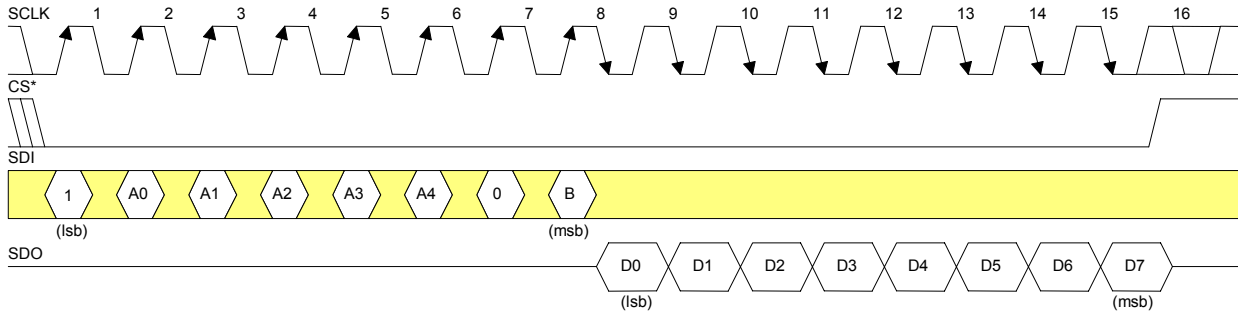 SCLK 1 2 3 4 5 6 7 8 9 10 11 12 13 14 15 16
CS*
SDI
1 A0 A1 A2 A3 A4 0 B
(lsb) (msb)
SDO
D0 D1 D2 D3 D4 D5 D6 D7
(lsb) (msb)